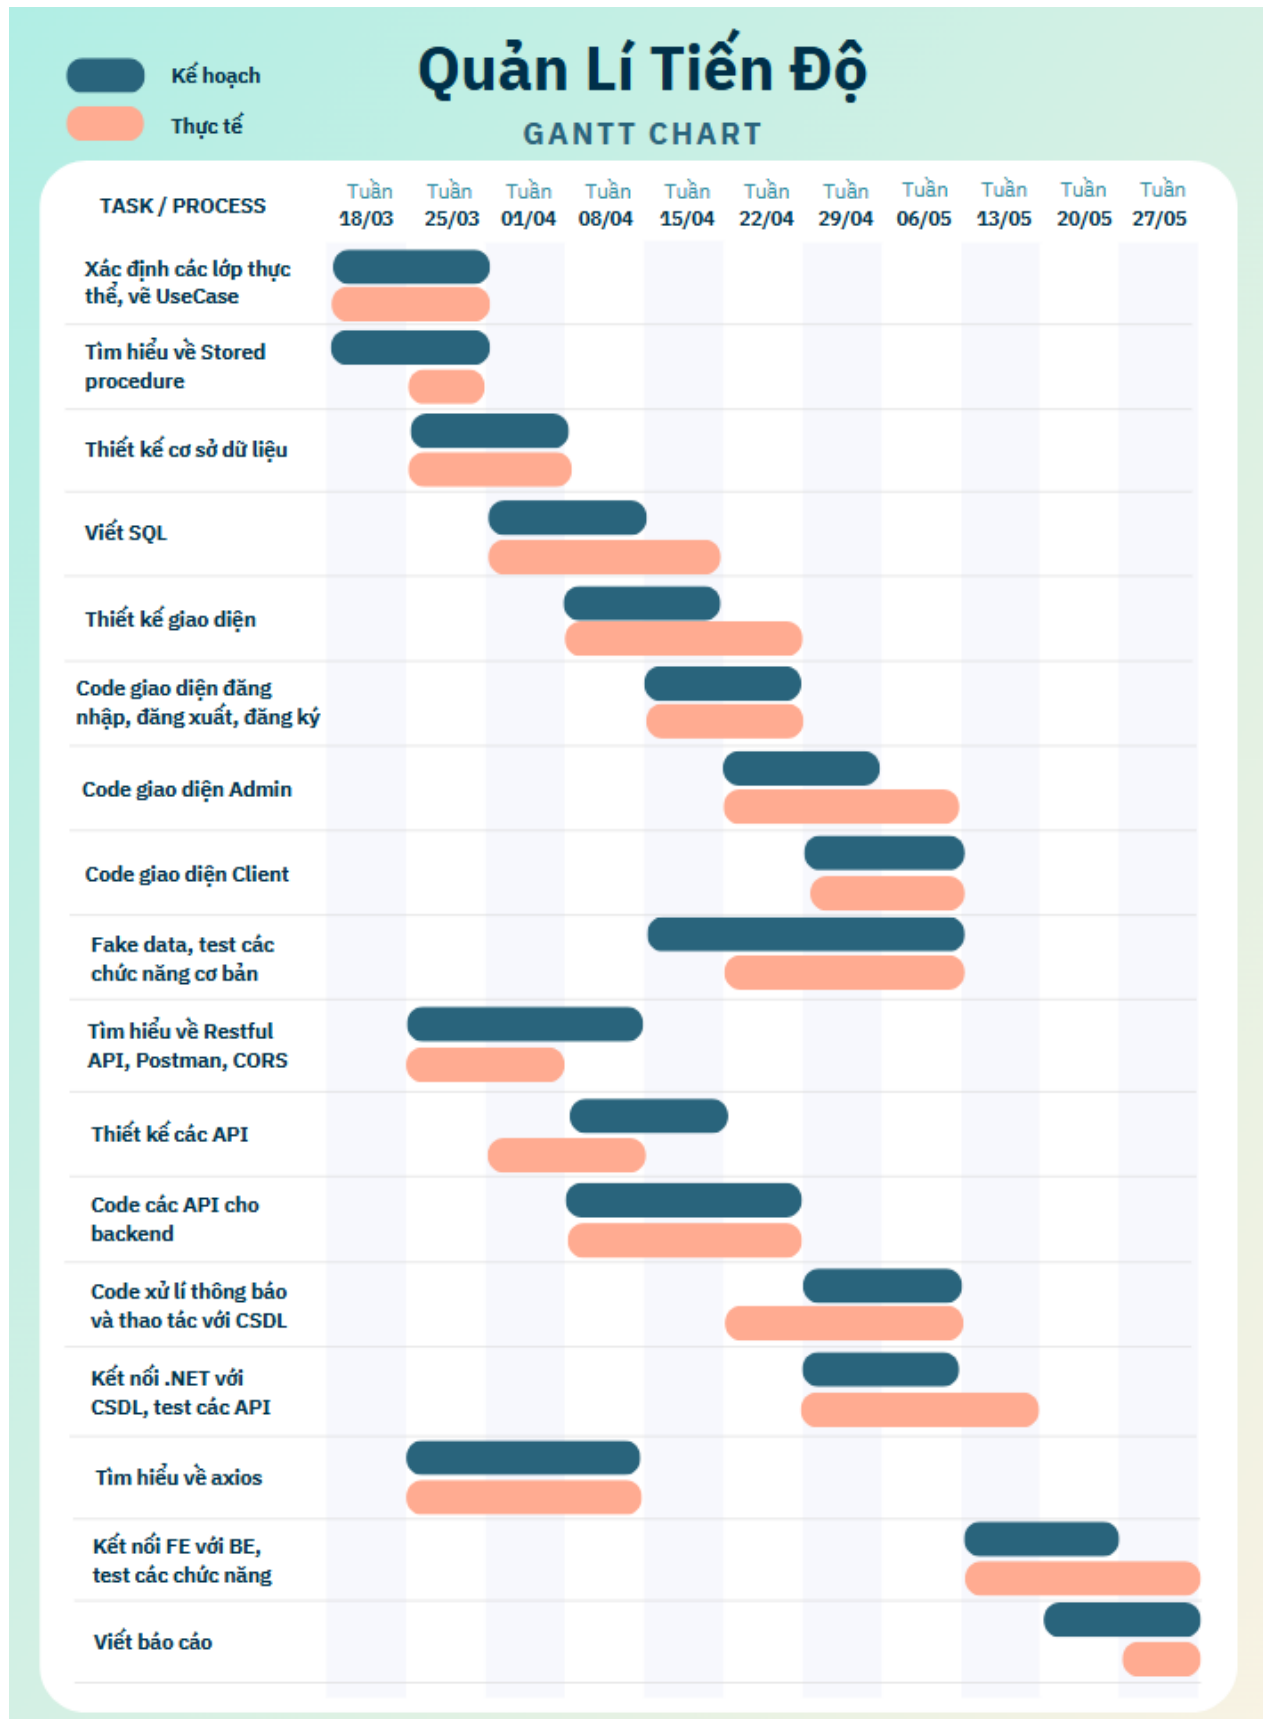 Quản Lí Tiến Độ
GANTT CHART
Kế hoạch
Thực tế
TASK / PROCESS
Tuần Tuần Tuần Tuần Tuần Tuần Tuần Tuần Tuần Tuần Tuần
18/03 25/03 01/04 08/04 15/04 22/04 29/04 06/05 13/05 20/05 27/05
Xác định các lớp thực
thể, vẽ UseCase
Tìm hiểu về Stored
procedure
Thiết kế cơ sở dữ liệu
Viết SQL
Thiết kế giao diện
Code giao diện đăng
nhập, đăng xuất, đăng ký
Code giao diện Admin
Code giao diện Client
Fake data, test các
chức năng cơ bản
Tìm hiểu về Restful
API, Postman, CORS
Thiết kế các API
Code các API cho
backend
Code xử lí thông báo
và thao tác với CSDL
Kết nối .NET với
CSDL, test các API
Tìm hiểu về axios
Kết nối FE với BE,
test các chức năng
Viết báo cáo